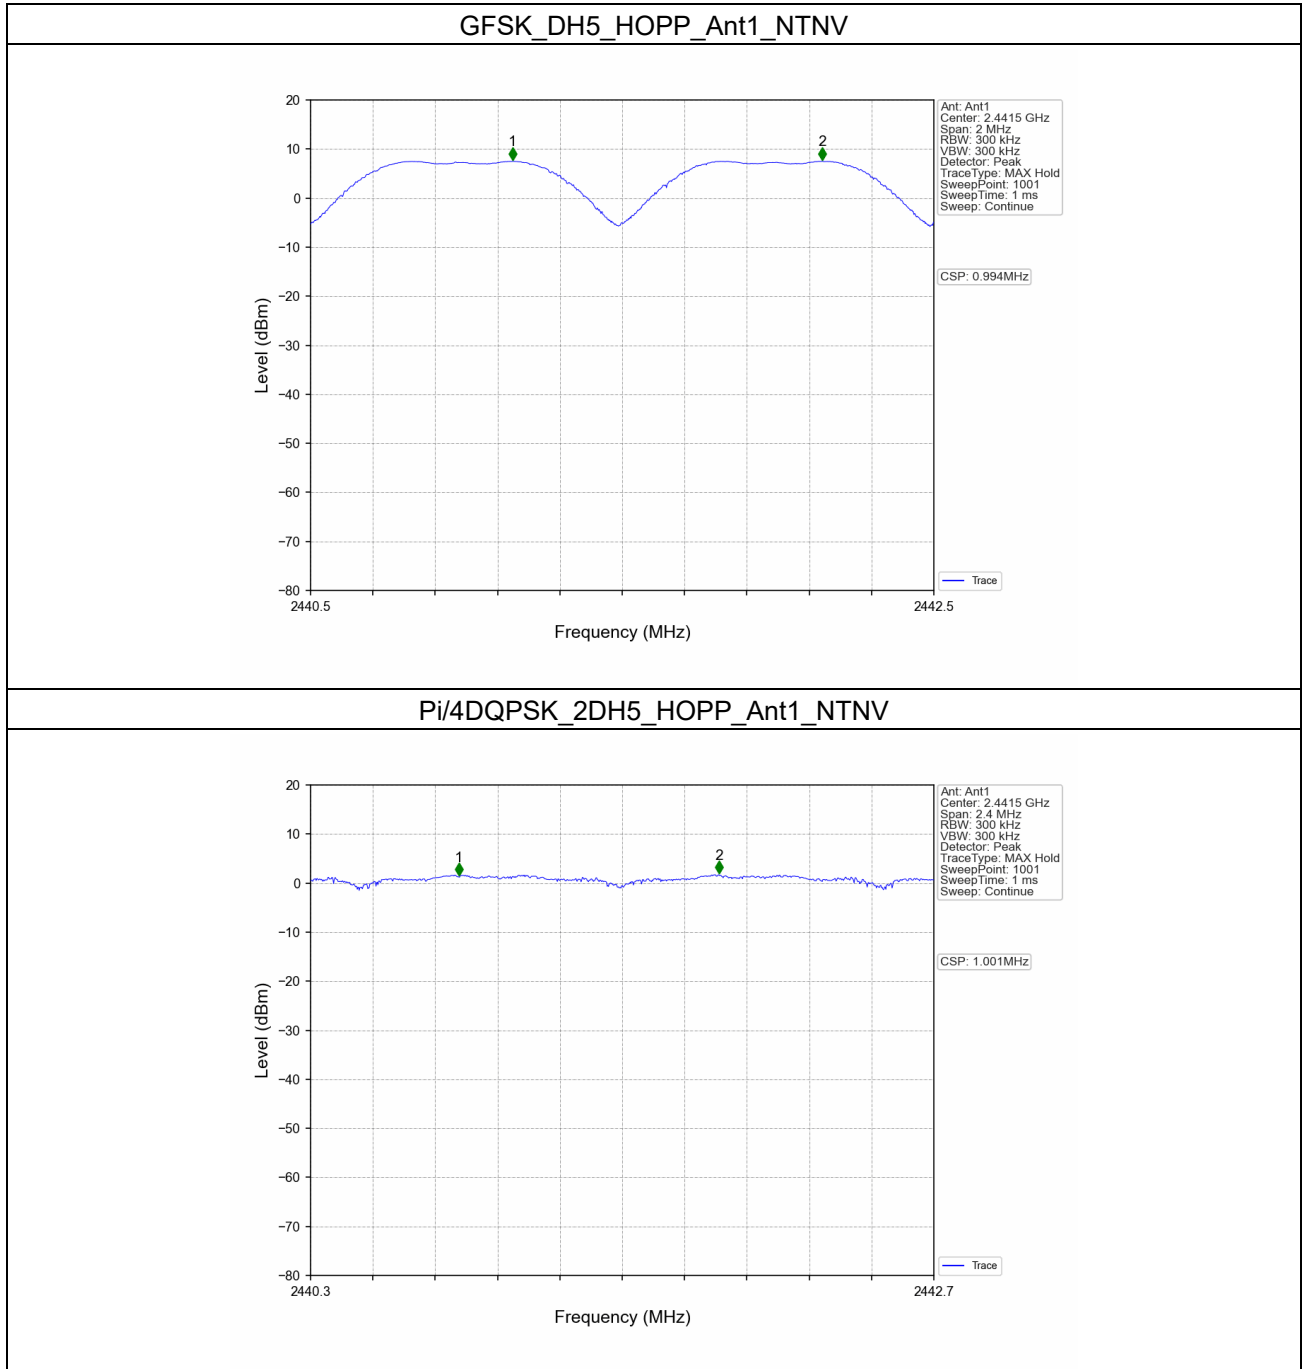 GFSK_DH5_HOPP_Ant1_NTNV
20
10
0
−10
−20
−30
−40
−50
−60
−70
−80
Level (dBm)
1
2
2440.5
2442.5
Frequency (MHz)
Ant: Ant1
Center: 2.4415 GHz
Span: 2 MHz
RBW: 300 kHz
VBW: 300 kHz
Detector: Peak
TraceType: MAX Hold
SweepPoint: 1001
SweepTime: 1 ms
Sweep: Continue
CSP: 0.994MHz
Trace
Pi/4DQPSK_2DH5_HOPP_Ant1_NTNV
20
10
0
−10
−20
−30
−40
−50
−60
−70
−80
Level (dBm)
1
2
2440.3
2442.7
Frequency (MHz)
Ant: Ant1
Center: 2.4415 GHz
Span: 2.4 MHz
RBW: 300 kHz
VBW: 300 kHz
Detector: Peak
TraceType: MAX Hold
SweepPoint: 1001
SweepTime: 1 ms
Sweep: Continue
CSP: 1.001MHz
Trace